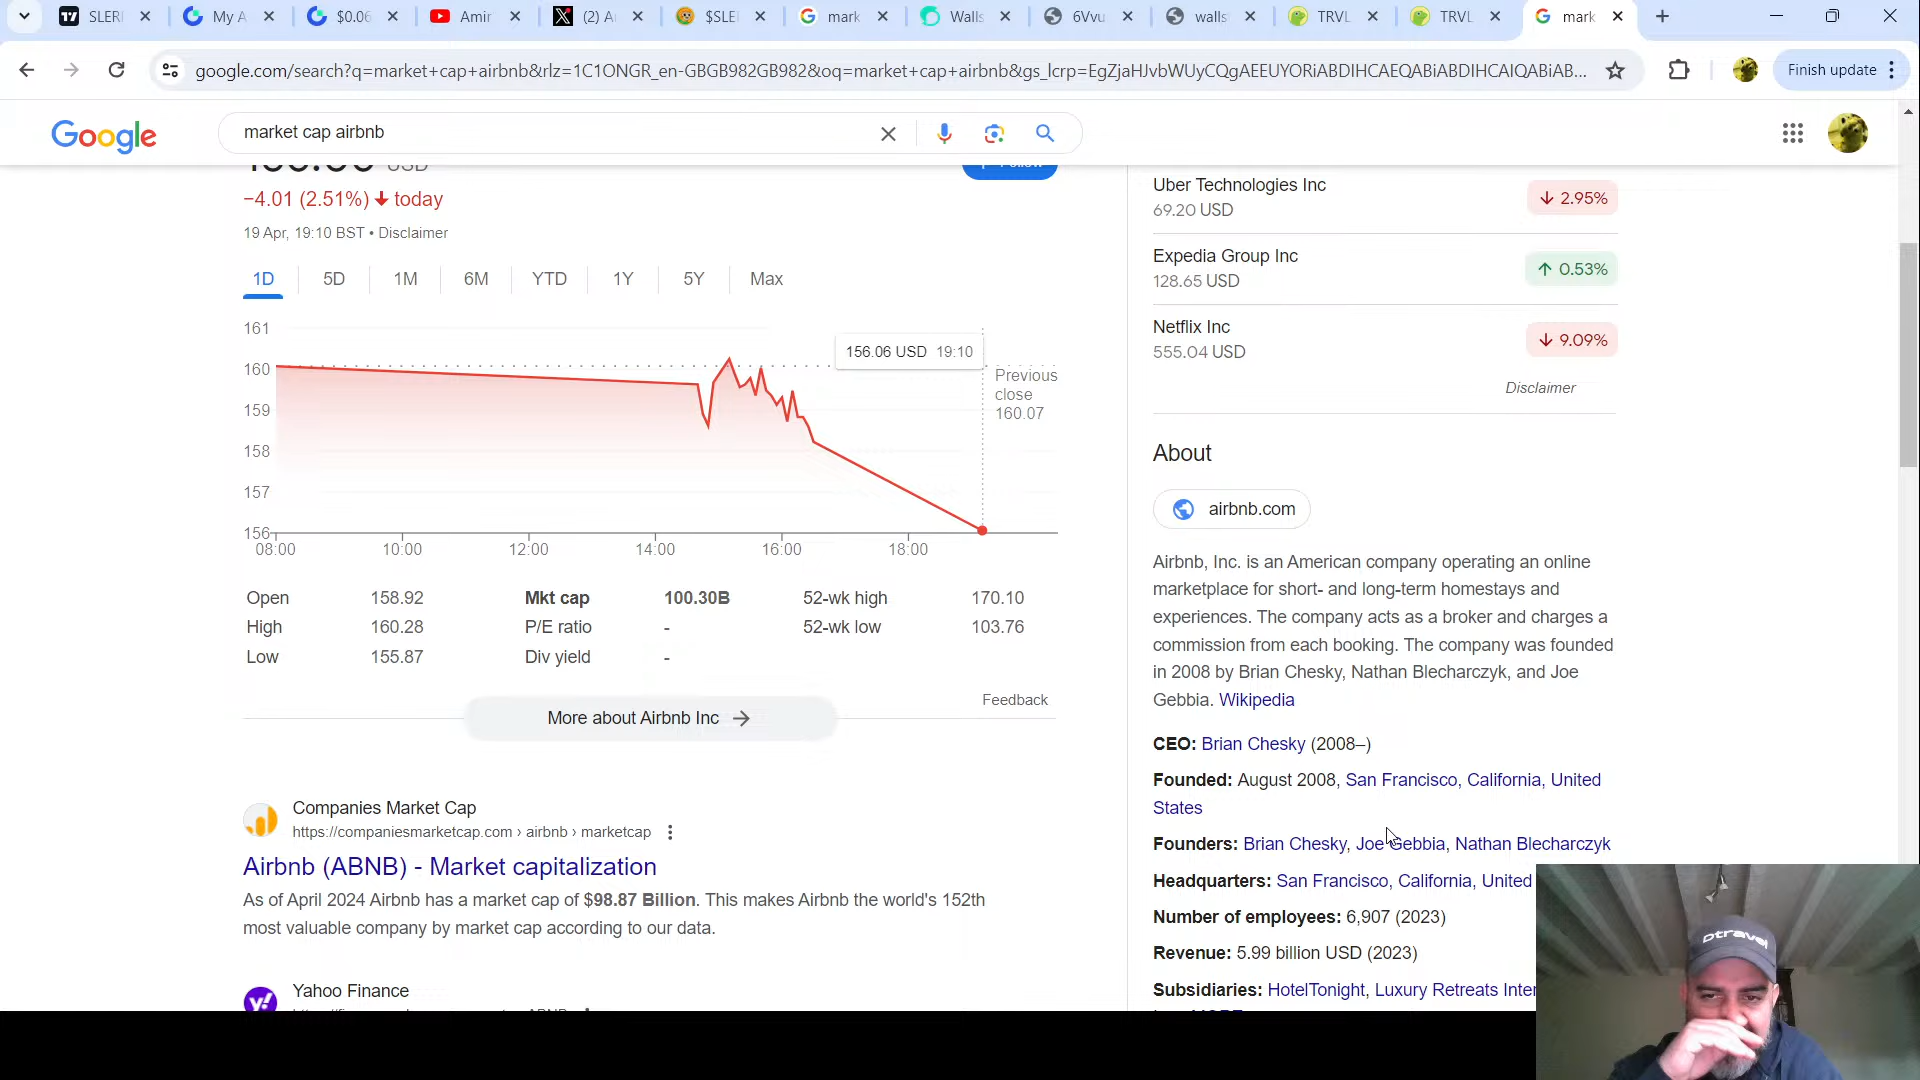 SLERF
My A
$0.06
Amir
(2) A
$SLE
mark
Walls
6Vvu
walls
TRVL
TRVL
mark
google.com/search?q=market+cap+airbnb&rlz=1C1ONGR_en-GBGB982GB982&oq=market+cap+airbnb&gs_lcrp=EgZjaHJvbWUyCQgAEEUYORiABDIHCAEQABiABDIHCAIQABiAB...
Finish update
Google
market cap airbnb
USD
−4.01 (2.51%) today
19 Apr, 19:10 BST • Disclaimer
1D 5D 1M 6M YTD 1Y 5Y Max
161
160
159
158
157
156
156.06 USD 19:10
Previous
close
160.07
08:00 10:00 12:00 14:00 16:00 18:00
Open 158.92 Mkt cap 100.30B 52-wk high 170.10
High 160.28 P/E ratio - 52-wk low 103.76
Low 155.87 Div yield -
Feedback
More about Airbnb Inc
Companies Market Cap
https://companiesmarketcap.com › airbnb › marketcap
Airbnb (ABNB) - Market capitalization
As of April 2024 Airbnb has a market cap of $98.87 Billion. This makes Airbnb the world's 152th
most valuable company by market cap according to our data.
Yahoo Finance
Uber Technologies Inc
69.20 USD
2.95%
Expedia Group Inc
128.65 USD
0.53%
Netflix Inc
555.04 USD
9.09%
Disclaimer
About
airbnb.com
Airbnb, Inc. is an American company operating an online
marketplace for short- and long-term homestays and
experiences. The company acts as a broker and charges a
commission from each booking. The company was founded
in 2008 by Brian Chesky, Nathan Blecharczyk, and Joe
Gebbia. Wikipedia
CEO: Brian Chesky (2008–)
Founded: August 2008, San Francisco, California, United
States
Founders: Brian Chesky, Joe Gebbia, Nathan Blecharczyk
Headquarters: San Francisco, California, United
Number of employees: 6,907 (2023)
Revenue: 5.99 billion USD (2023)
Subsidiaries: HotelTonight, Luxury Retreats Inter
Dtravel